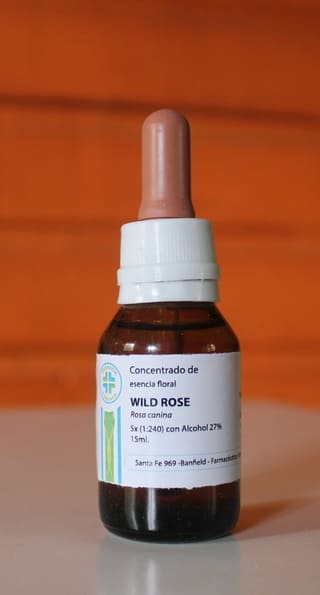 Concentrado de
esencia floral
WILD ROSE
Rosa canina
5x (1:240) con Alcohol 27%
15ml.
Santa Fe 969 -Banfield - Farmacéutico